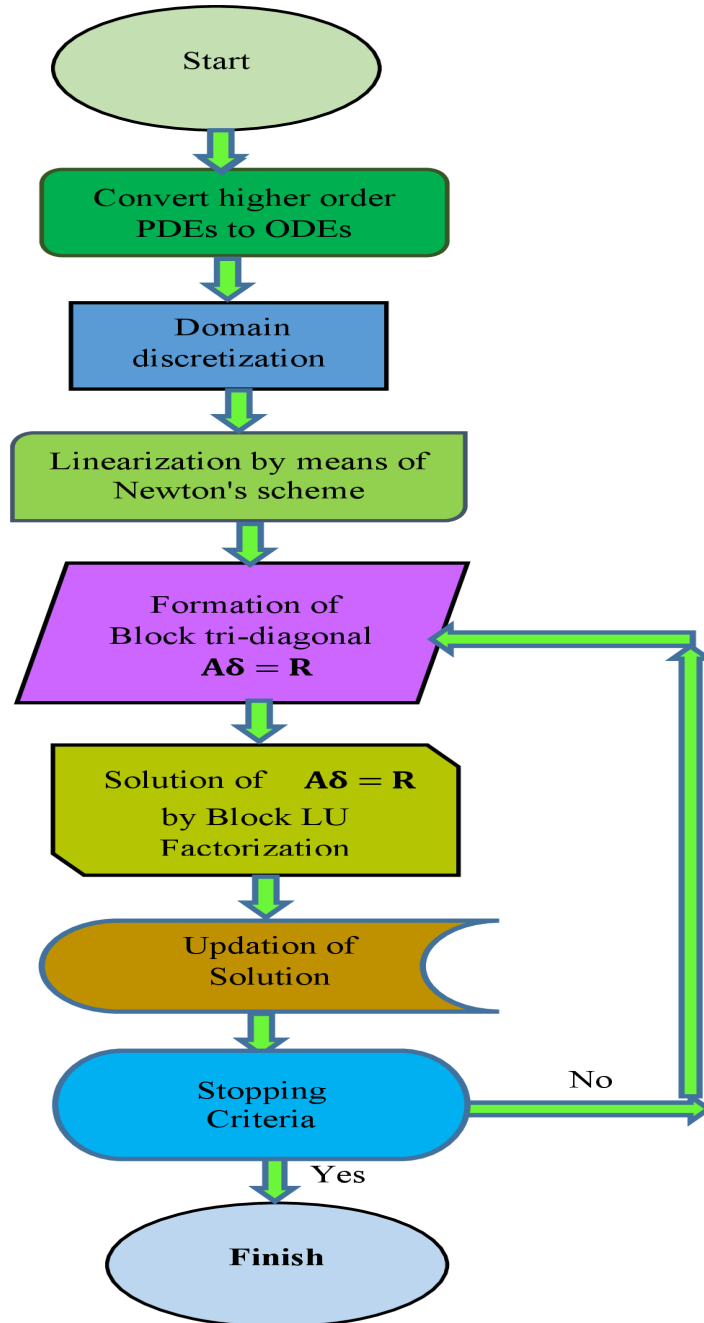 Start
Convert higher order
PDEs to ODEs
Domain
discretization
Linearization by means of
Newton's scheme
Formation of
Block tri-diagonal
Aδ = R
Solution of Aδ = R
by Block LU
Factorization
Updation of
Solution
Stopping
Criteria
No
Yes
Finish